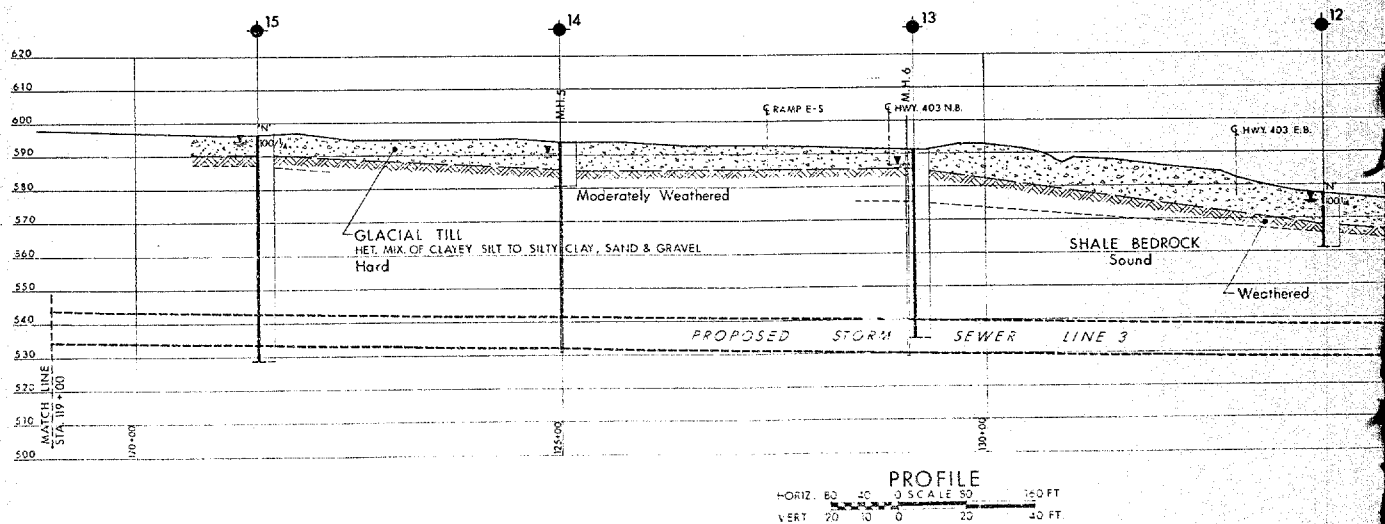 15
14
13
12
620
610
600
590
580
570
560
550
540
530
520
510
500
'N'
100/
M.H.5
M.H.6
℄ RAMP E-S
℄ HWY. 403 N.B.
℄ HWY. 403 E.B.
'N'
Moderately Weathered
GLACIAL TILL
HET. MIX. OF CLAYEY SILT TO SILTY CLAY, SAND & GRAVEL
Hard
SHALE BEDROCK
Sound
Weathered
PROPOSED STORM SEWER LINE 3
MATCH LINE
STA. 119+00
125+00
130+00
PROFILE
HORIZ. 80 40 0 SCALE 80 160 FT
VERT 20 10 0 20 40 FT.